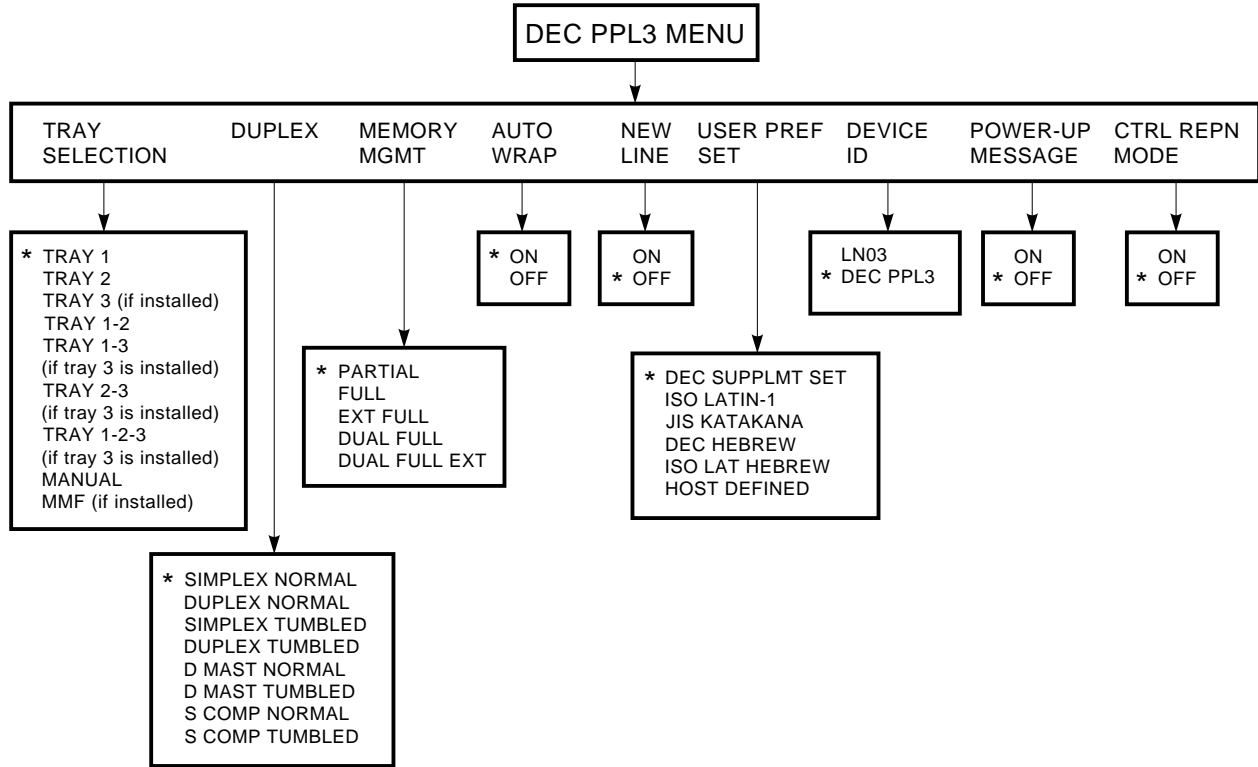 DEC PPL3 MENU
TRAY SELECTION
DUPLEX
MEMORY MGMT
AUTO WRAP
NEW LINE
USER PREF SET
DEVICE ID
POWER-UP MESSAGE
CTRL REPN MODE
* TRAY 1
TRAY 2
TRAY 3 (if installed)
TRAY 1-2
TRAY 1-3
(if tray 3 is installed)
TRAY 2-3
(if tray 3 is installed)
TRAY 1-2-3
(if tray 3 is installed)
MANUAL
MMF (if installed)
* SIMPLEX NORMAL
DUPLEX NORMAL
SIMPLEX TUMBLED
DUPLEX TUMBLED
D MAST NORMAL
D MAST TUMBLED
S COMP NORMAL
S COMP TUMBLED
* PARTIAL
FULL
EXT FULL
DUAL FULL
DUAL FULL EXT
* ON
OFF
ON
* OFF
* DEC SUPPLMT SET
ISO LATIN-1
JIS KATAKANA
DEC HEBREW
ISO LAT HEBREW
HOST DEFINED
LN03
* DEC PPL3
ON
* OFF
ON
* OFF